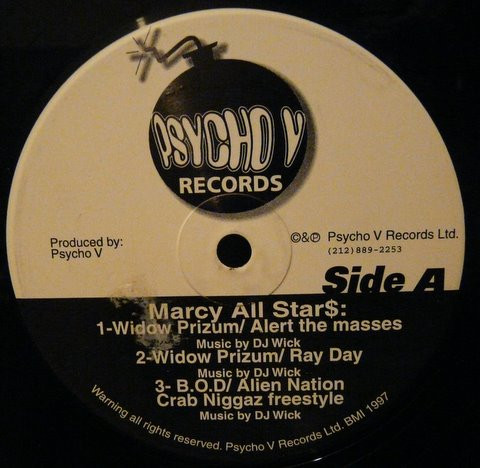 PSYCHO V
RECORDS
Produced by:
Psycho V
©&℗ Psycho V Records Ltd.
(212)889-2253
Side A
Marcy All Star$:
1-Widow Prizum/ Alert the masses
Music by DJ Wick
2-Widow Prizum/ Ray Day
Music by DJ Wick
3- B.O.D/ Alien Nation
Crab Niggaz freestyle
Music by DJ Wick
Warning all rights reserved. Psycho V Records Ltd. BMI 1997